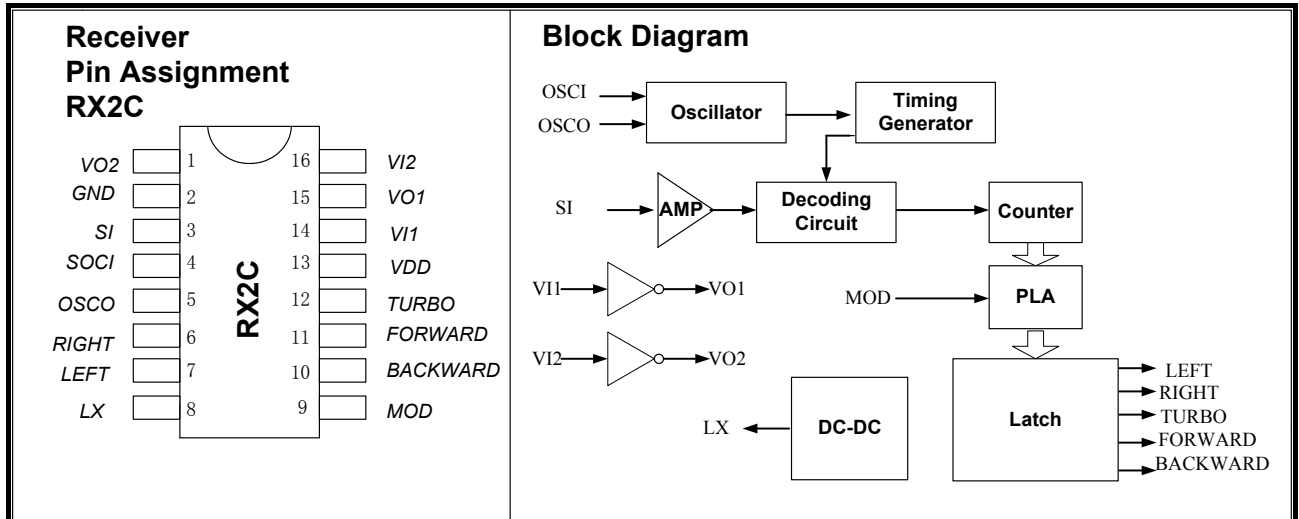 Receiver
Pin Assignment
RX2C
VO2 1 16 VI2
GND 2 15 VO1
SI 3 14 VI1
SOCI 4 13 VDD
OSCO 5 12 TURBO
RIGHT 6 11 FORWARD
LEFT 7 10 BACKWARD
LX 8 9 MOD
RX2C
Block Diagram
OSCI
OSCO
Oscillator
Timing
Generator
SI
AMP
Decoding
Circuit
Counter
VI1
VO1
MOD
PLA
VI2
VO2
LX
DC-DC
Latch
LEFT
RIGHT
TURBO
FORWARD
BACKWARD